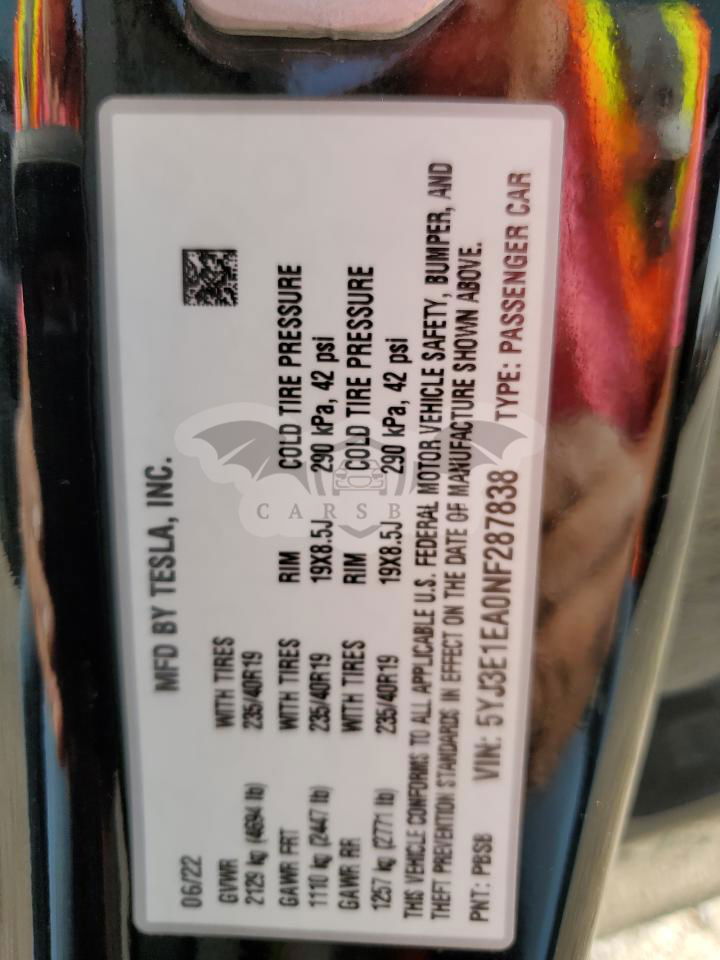 MFD BY TESLA, INC.
06/22
GVWR WITH TIRES
2129 kg (4694 lb) 235/40R19
GAWR FRT WITH TIRES RIM COLD TIRE PRESSURE
1110 kg (2447 lb) 235/40R19 19X8.5J 290 kPa, 42 psi
GAWR RR WITH TIRES RIM COLD TIRE PRESSURE
1257 kg (2771 lb) 235/40R19 19X8.5J 290 kPa, 42 psi
THIS VEHICLE CONFORMS TO ALL APPLICABLE U.S. FEDERAL MOTOR VEHICLE SAFETY, BUMPER, AND
THEFT PREVENTION STANDARDS IN EFFECT ON THE DATE OF MANUFACTURE SHOWN ABOVE.
PNT: PBSB VIN: 5YJ3E1EA0NF287838 TYPE: PASSENGER CAR
CARSB